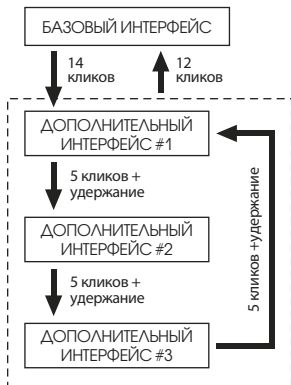 БАЗОВЫЙ ИНТЕРФЕЙС
14
кликов
12
кликов
ДОПОЛНИТЕЛЬНЫЙ
ИНТЕРФЕЙС #1
5 кликов +
удержание
ДОПОЛНИТЕЛЬНЫЙ
ИНТЕРФЕЙС #2
5 кликов +
удержание
ДОПОЛНИТЕЛЬНЫЙ
ИНТЕРФЕЙС #3
5 кликов +удержание